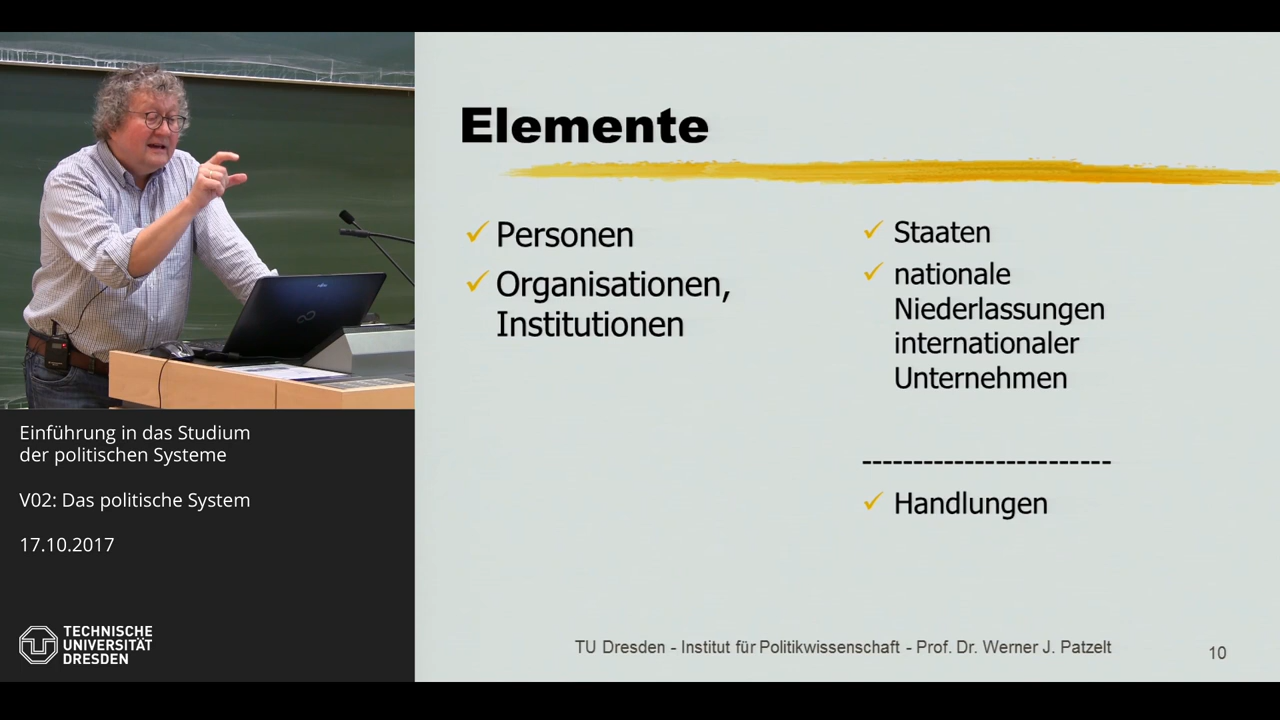 Elemente
Personen
Organisationen,
Institutionen
Staaten
nationale
Niederlassungen
internationaler
Unternehmen
------------------------
Handlungen
TU Dresden - Institut für Politikwissenschaft - Prof. Dr. Werner J. Patzelt
10
Einführung in das Studium
der politischen Systeme
V02: Das politische System
17.10.2017
TECHNISCHE
UNIVERSITÄT
DRESDEN